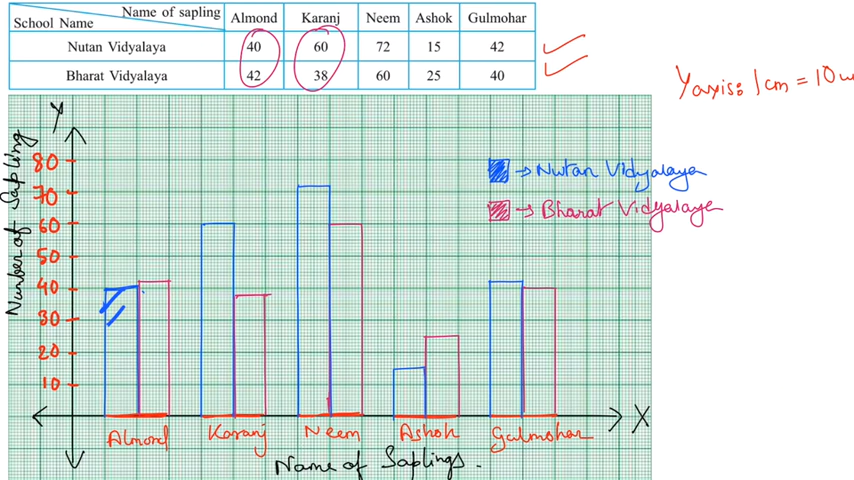 Name of sapling
School Name
Almond Karanj Neem Ashok Gulmohar
Nutan Vidyalaya 40 60 72 15 42
Bharat Vidyalaya 42 38 60 25 40
Y axis: 1cm = 10
Y
Number of Sapling
80
70
60
50
40
30
20
10
→ Nutan Vidyalaya
→ Bharat Vidyalaya
X
Almond Karanj Neem Ashok Gulmohar
Name of Saplings.